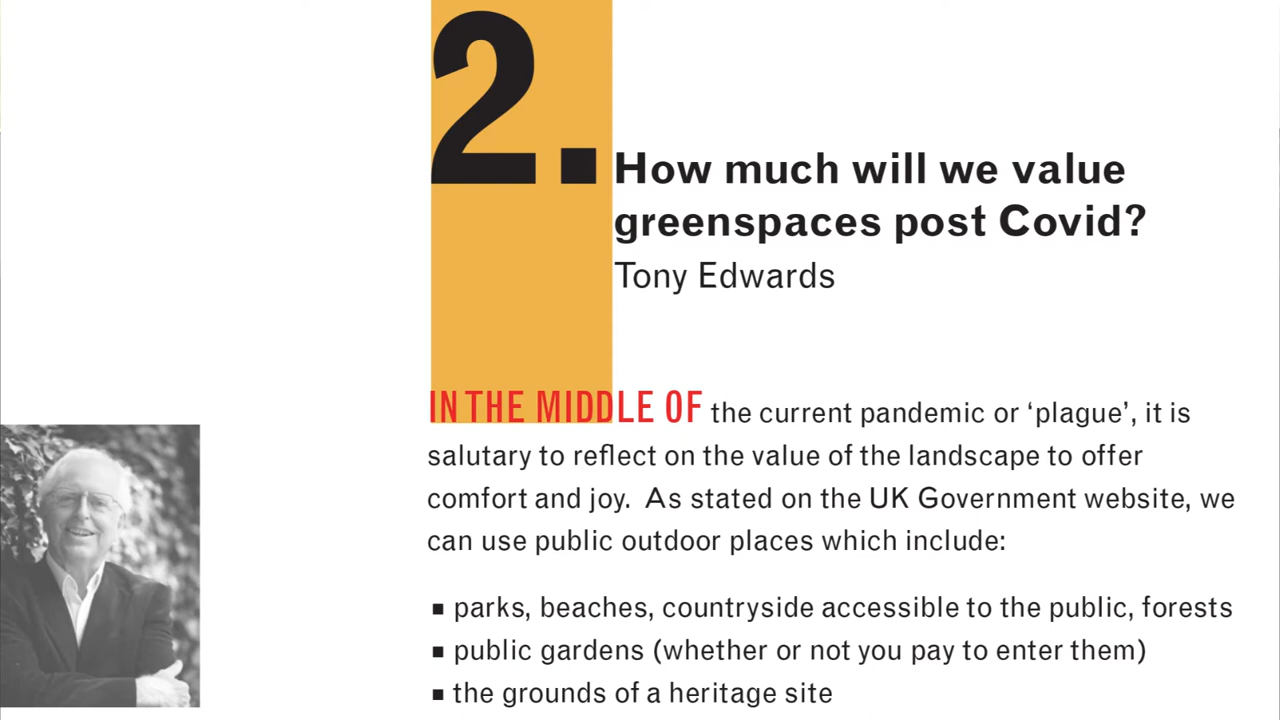 2.
How much will we value
greenspaces post Covid?
Tony Edwards
IN THE MIDDLE OF the current pandemic or ‘plague’, it is
salutary to reflect on the value of the landscape to offer
comfort and joy. As stated on the UK Government website, we
can use public outdoor places which include:
▪ parks, beaches, countryside accessible to the public, forests
▪ public gardens (whether or not you pay to enter them)
▪ the grounds of a heritage site